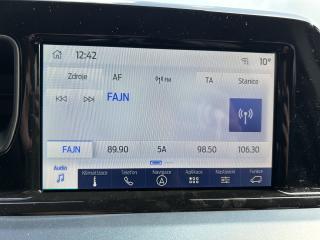 12:42 10°
Zdroje AF FM TA Stanice
FAJN
FAJN 89.90 5A 98.50 106.30
Audio Klimatizace Telefon Navigace Aplikace Nastavení Funkce